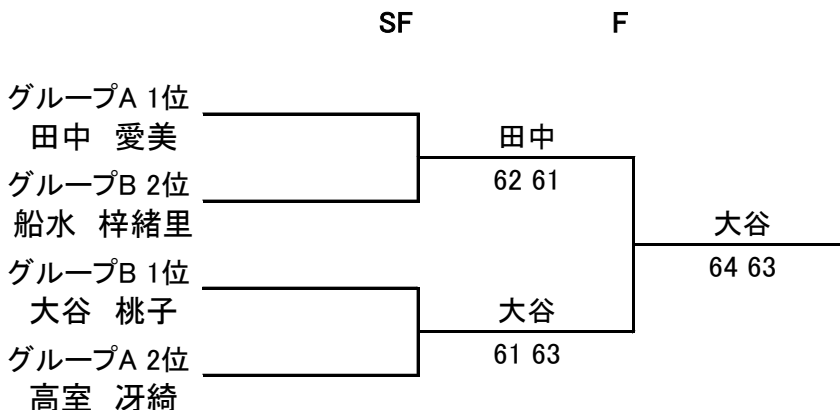 SF F
グループA 1位
田中 愛美
田中
62 61
グループB 2位
船水 梓緒里
大谷
64 63
グループB 1位
大谷 桃子
大谷
61 63
グループA 2位
高室 冴綺